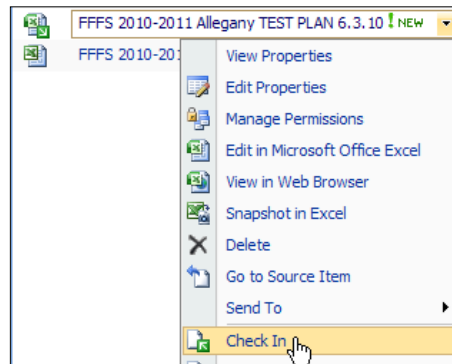 FFFS 2010-2011 Allegany TEST PLAN 6.3.10 ! NEW
FFFS 2010-201
View Properties
Edit Properties
Manage Permissions
Edit in Microsoft Office Excel
View in Web Browser
Snapshot in Excel
Delete
Go to Source Item
Send To
Check In